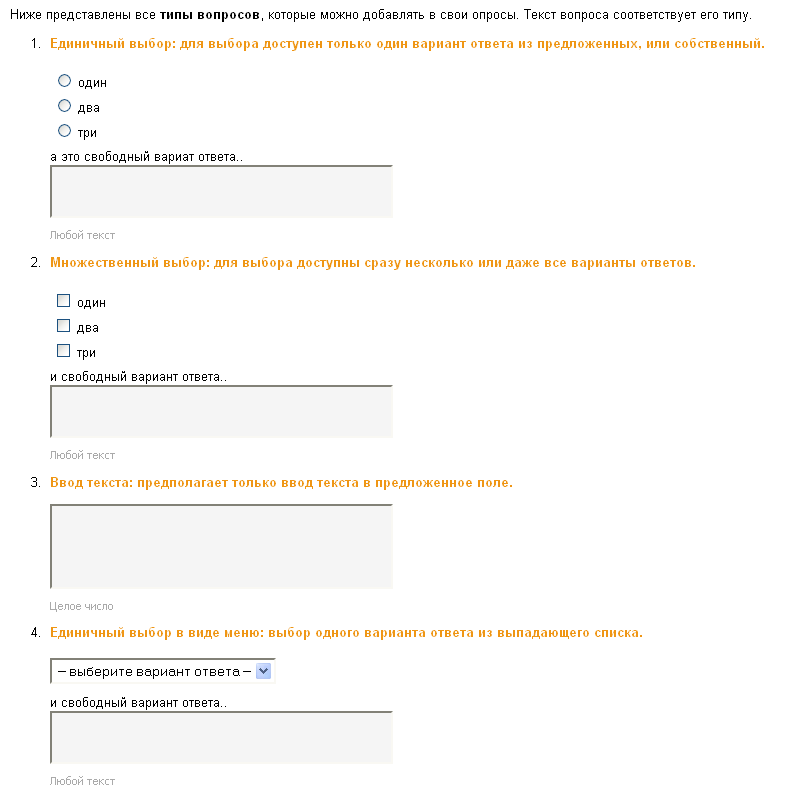 Ниже представлены все типы вопросов, которые можно добавлять в свои опросы. Текст вопроса соответствует его типу.
1. Единичный выбор: для выбора доступен только один вариант ответа из предложенных, или собственный.
один
два
три
а это свободный вариат ответа..
Любой текст
2. Множественный выбор: для выбора доступны сразу несколько или даже все варианты ответов.
один
два
три
и свободный вариант ответа..
Любой текст
3. Ввод текста: предполагает только ввод текста в предложенное поле.
Целое число
4. Единичный выбор в виде меню: выбор одного варианта ответа из выпадающего списка.
-- выберите вариант ответа --
и свободный вариант ответа..
Любой текст